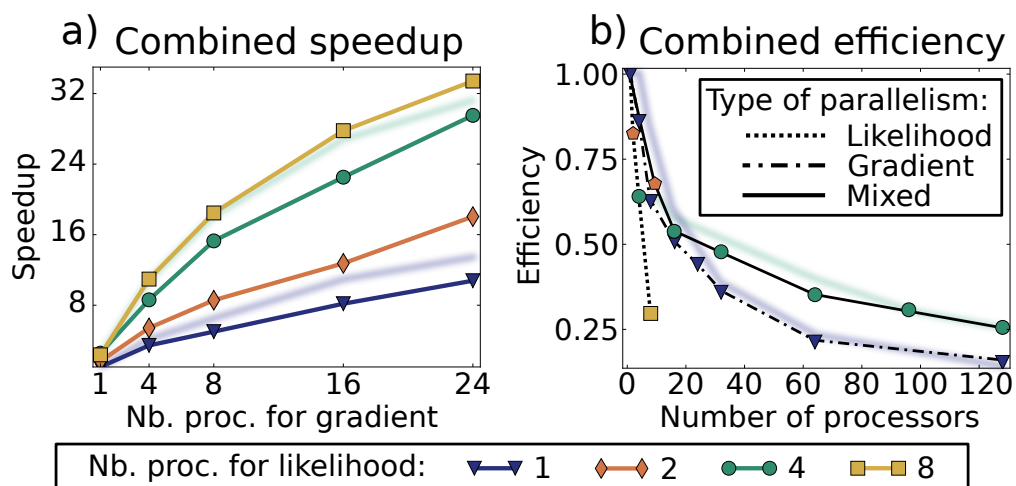 a) Combined speedup
32
24
16
8
Speedup
1 4 8 16 24
Nb. proc. for gradient
b) Combined efficiency
1.00
0.75
0.50
0.25
Efficiency
Type of parallelism:
Likelihood
Gradient
Mixed
0 20 40 60 80 100 120
Number of processors
Nb. proc. for likelihood: 1 2 4 8